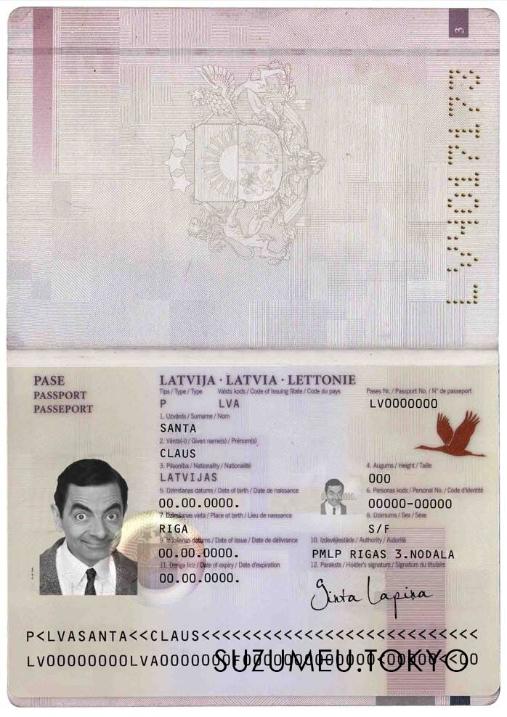 3
LV4017173
PASE
PASSPORT
PASSEPORT
LATVIJA · LATVIA · LETTONIE
Tips / Type / Type Valsts kods / Code of Issuing State / Code du pays Pases Nr. / Passport No. / N° de passeport
P LVA LV0000000
1. Uzvārds / Surname / Nom
SANTA
2. Vārds(-i) / Given name(s) / Prénom(s)
CLAUS
3. Pilsonība / Nationality / Nationalité 4. Augums / Height / Taille
LATVIJAS 000
5. Dzimšanas datums / Date of birth / Date de naissance 6. Personas kods / Personal No. / Code d'identité
00.00.0000. 00000-00000
7. Dzimšanas vieta / Place of birth / Lieu de naissance 8. Dzimums / Sex / Sexe
RIGA S/F
9. Izdošanas datums / Date of issue / Date de délivrance 10. Izdevējiestāde / Authority / Autorité
00.00.0000. PMLP RIGAS 3.NODALA
11. Derīga līdz / Date of expiry / Date d'expiration 12. Paraksts / Holder's signature / Signature du titulaire
00.00.0000.
Ginta Lapina
P<LVASANTA<<CLAUS<<<<<<<<<<<<<<<<<<<<<<<<<<<
SUZUMEU.TOKYO